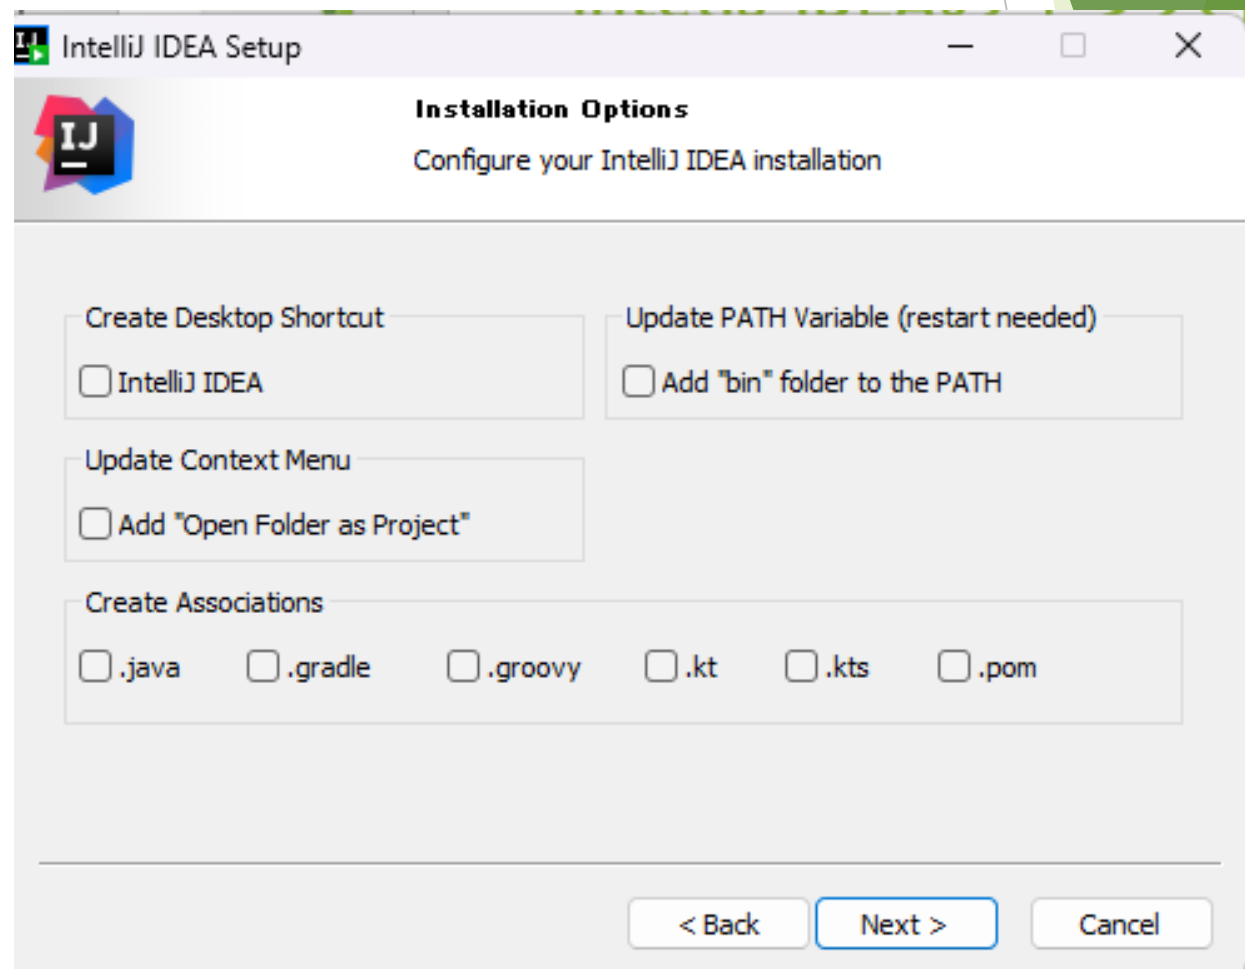 IntelliJ IDEA Setup
IJ
Installation Options
Configure your IntelliJ IDEA installation
Create Desktop Shortcut
IntelliJ IDEA
Update PATH Variable (restart needed)
Add "bin" folder to the PATH
Update Context Menu
Add "Open Folder as Project"
Create Associations
.java .gradle .groovy .kt .kts .pom
< Back Next > Cancel